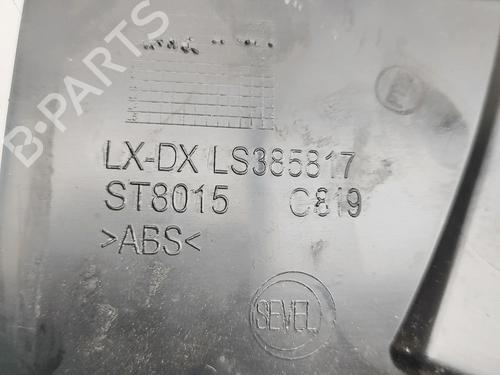 B-PARTS
LX-DX LS385817
ST8015 C819
>ABS<
SEVEL